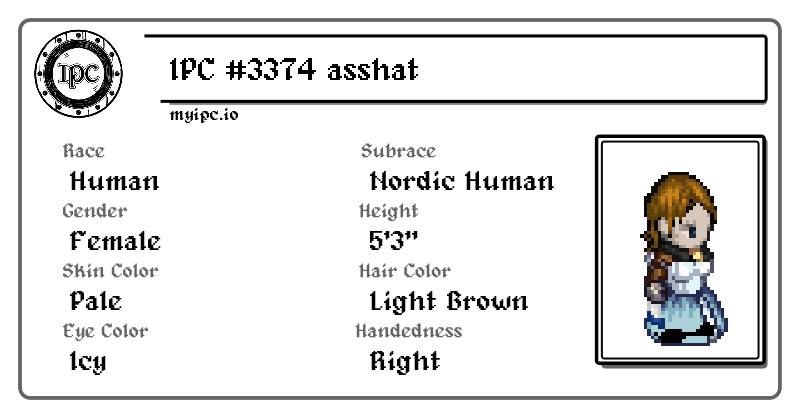 IPC
IPC #3374 asshat
myipc.io
Race
Human
Subrace
Nordic Human
Gender
Female
Height
5'3"
Skin Color
Pale
Hair Color
Light Brown
Eye Color
Icy
Handedness
Right